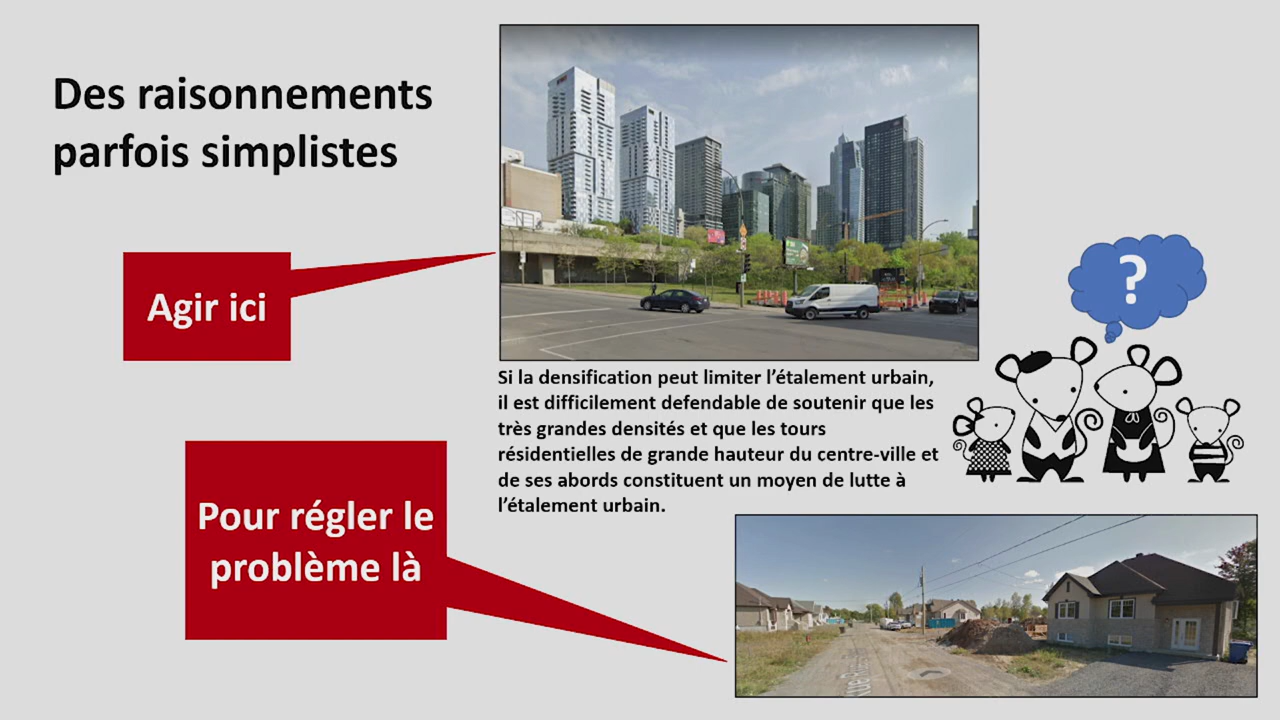 Des raisonnements
parfois simplistes
Agir ici
Si la densification peut limiter l’étalement urbain,
il est difficilement defendable de soutenir que les
très grandes densités et que les tours
résidentielles de grande hauteur du centre-ville et
de ses abords constituent un moyen de lutte à
l’étalement urbain.
?
Pour régler le
problème là